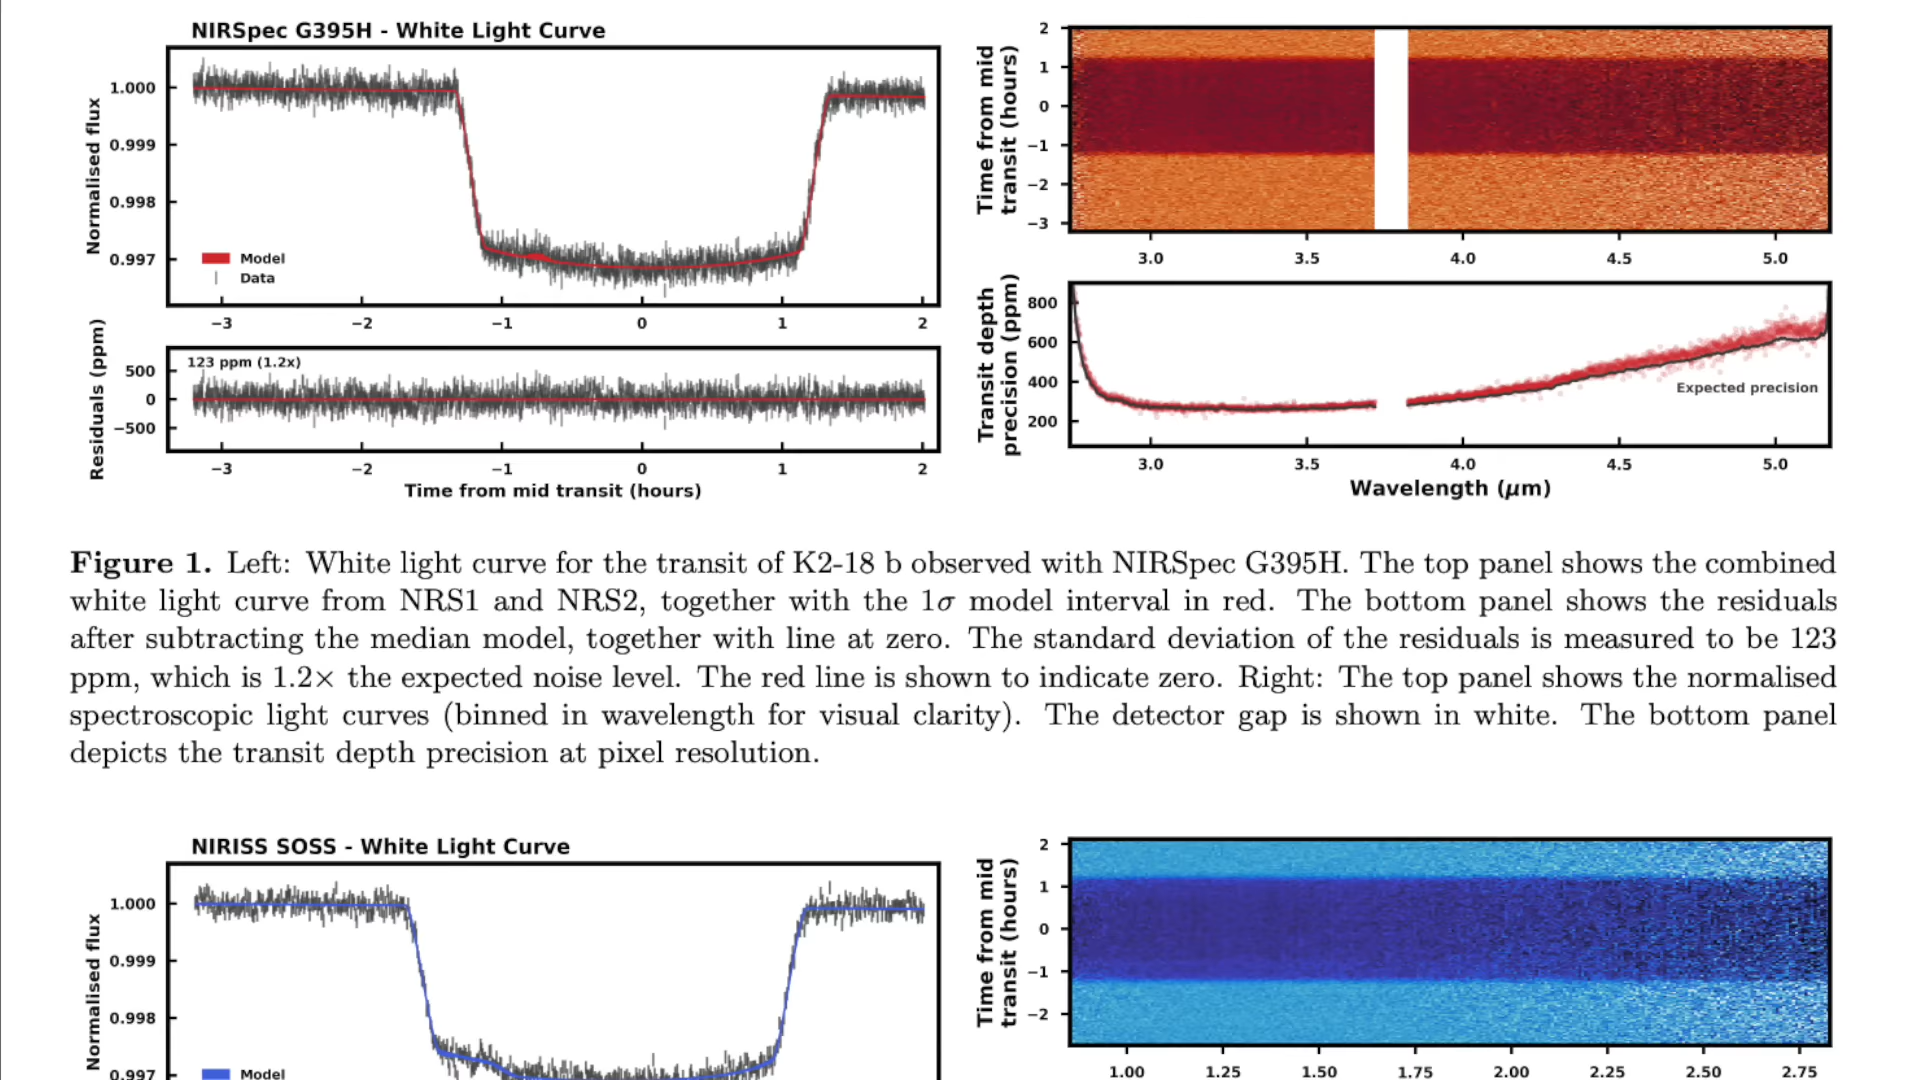 NIRSpec G395H - White Light Curve
Normalised flux
1.000
0.999
0.998
0.997
Model
Data
−3 −2 −1 0 1 2
Residuals (ppm)
123 ppm (1.2x)
500
0
−500
−3 −2 −1 0 1 2
Time from mid transit (hours)
Time from mid
transit (hours)
2
1
0
−1
−2
−3
3.0 3.5 4.0 4.5 5.0
Transit depth
precision (ppm)
800
600
400
200
Expected precision
3.0 3.5 4.0 4.5 5.0
Wavelength (μm)
Figure 1. Left: White light curve for the transit of K2-18 b observed with NIRSpec G395H. The top panel shows the combined
white light curve from NRS1 and NRS2, together with the 1σ model interval in red. The bottom panel shows the residuals
after subtracting the median model, together with line at zero. The standard deviation of the residuals is measured to be 123
ppm, which is 1.2× the expected noise level. The red line is shown to indicate zero. Right: The top panel shows the normalised
spectroscopic light curves (binned in wavelength for visual clarity). The detector gap is shown in white. The bottom panel
depicts the transit depth precision at pixel resolution.
NIRISS SOSS - White Light Curve
Normalised flux
1.000
0.999
0.998
0.997
Model
Time from mid
transit (hours)
2
1
0
−1
−2
1.00 1.25 1.50 1.75 2.00 2.25 2.50 2.75